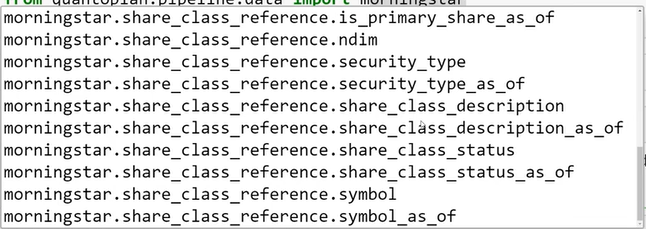 from quantopian.pipeline.data import morningstar
morningstar.share_class_reference.is_primary_share_as_of
morningstar.share_class_reference.ndim
morningstar.share_class_reference.security_type
morningstar.share_class_reference.security_type_as_of
morningstar.share_class_reference.share_class_description
morningstar.share_class_reference.share_class_description_as_of
morningstar.share_class_reference.share_class_status
morningstar.share_class_reference.share_class_status_as_of
morningstar.share_class_reference.symbol
morningstar.share_class_reference.symbol_as_of